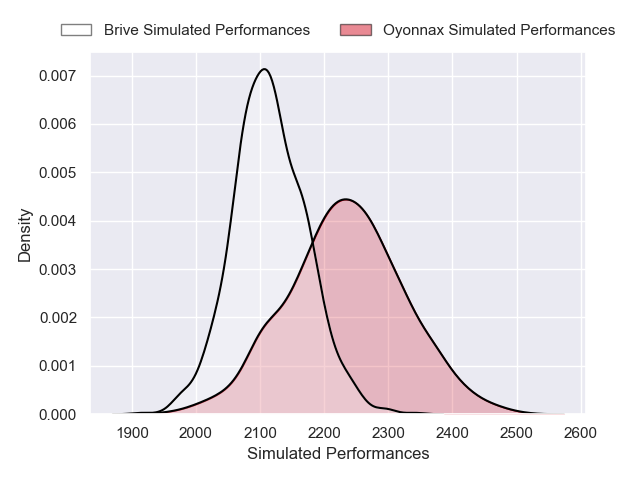 Brive Simulated Performances Oyonnax Simulated Performances
0.007
0.006
0.005
0.004
0.003
0.002
0.001
0.000
Density
1900 2000 2100 2200 2300 2400 2500 2600
Simulated Performances